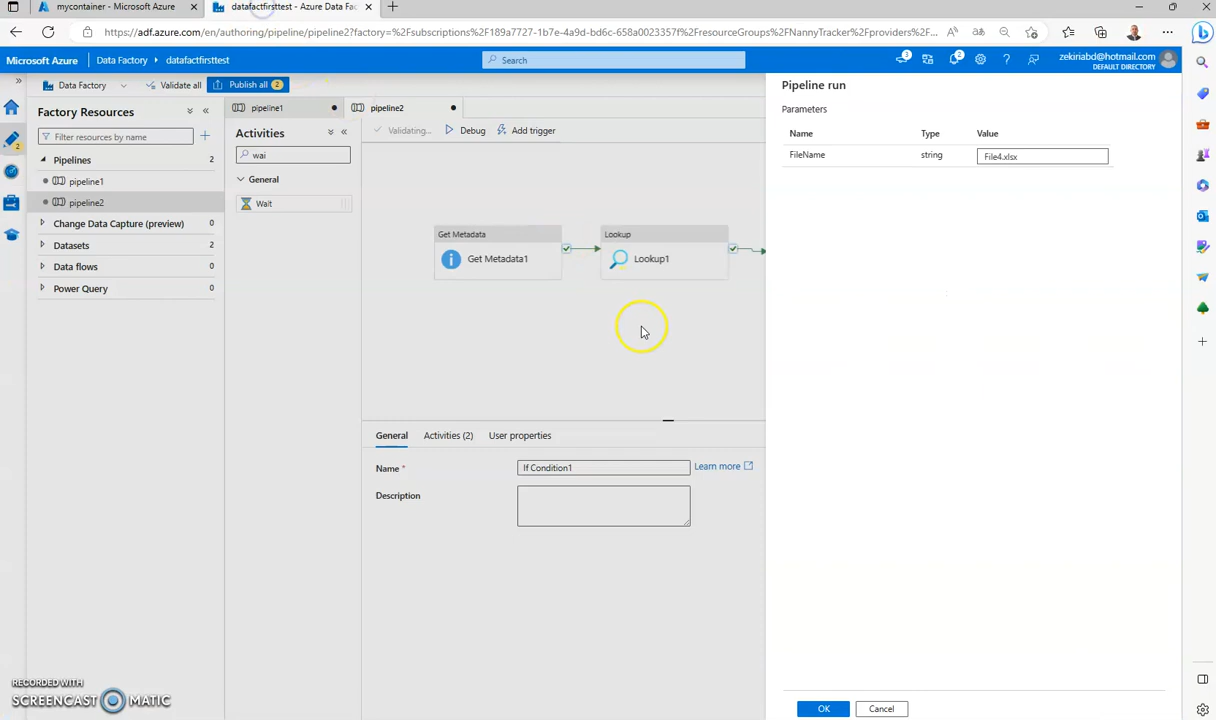 mycontainer - Microsoft Azure
datafactfirsttest - Azure Data Fac
https://adf.azure.com/en/authoring/pipeline/pipeline2?factory=%2Fsubscriptions%2F189a7727-1b7e-4a9d-bd6c-658a0023357f%2FresourceGroups%2FNannyTracker%2Fproviders%2...
Microsoft Azure
Data Factory
datafactfirsttest
Search
3
2
zekiriabd@hotmail.com
DEFAULT DIRECTORY
Data Factory
Validate all
Publish all
2
Factory Resources
Filter resources by name
Pipelines
2
pipeline1
pipeline2
Change Data Capture (preview)
0
Datasets
2
Data flows
0
Power Query
0
2
pipeline1
pipeline2
Activities
wai
General
Wait
Validating...
Debug
Add trigger
Get Metadata
Get Metadata1
Lookup
Lookup1
General
Activities (2)
User properties
Name *
If Condition1
Learn more
Description
Pipeline run
Parameters
Name
Type
Value
FileName
string
File4.xlsx
OK
Cancel
RECORDED WITH
SCREENCAST MATIC